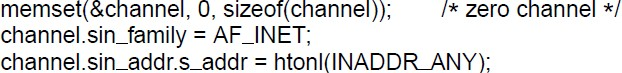 memset(&channel, 0, sizeof(channel)); /* zero channel */
channel.sin_family = AF_INET;
channel.sin_addr.s_addr = htonl(INADDR_ANY);